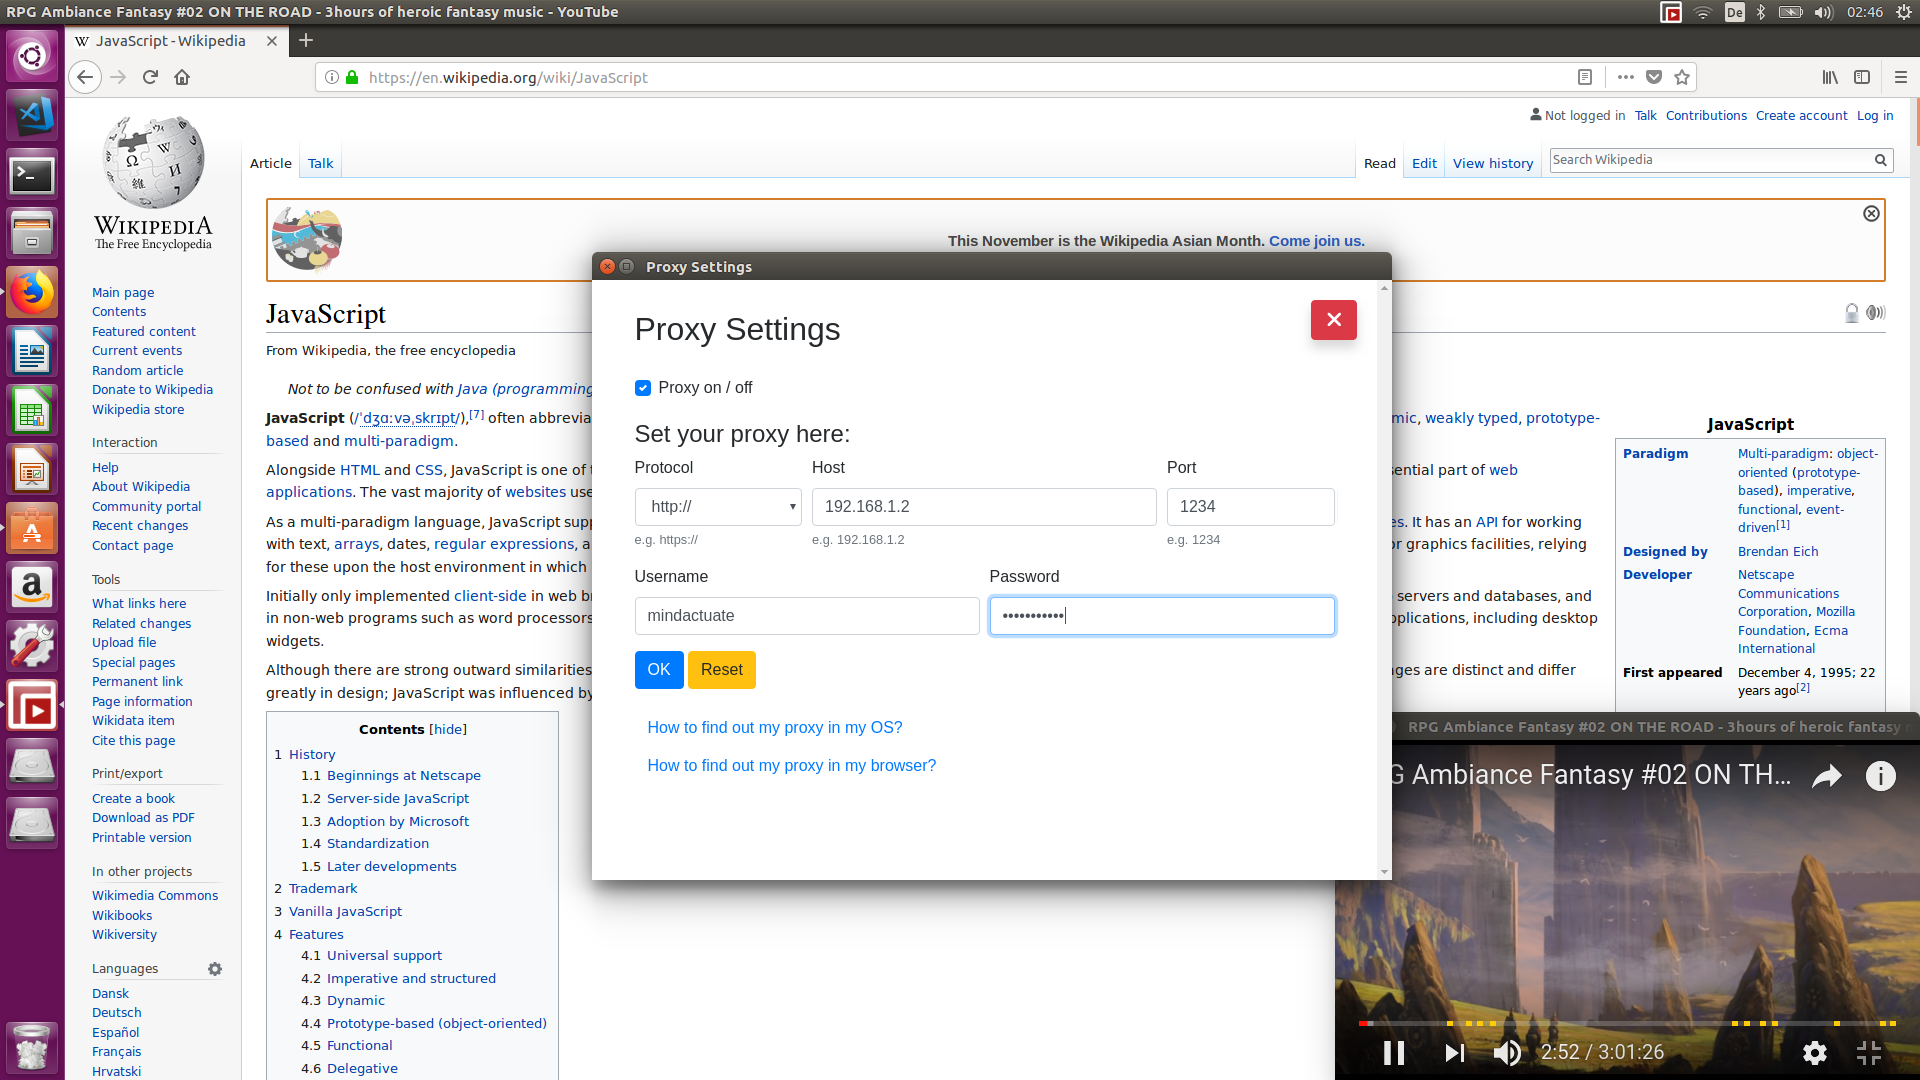 RPG Ambiance Fantasy #02 ON THE ROAD - 3hours of heroic fantasy music - YouTube
De
02:46
JavaScript - Wikipedia
https://en.wikipedia.org/wiki/JavaScript
Not logged in Talk Contributions Create account Log in
Article Talk
Read Edit View history Search Wikipedia
WIKIPEDIA
The Free Encyclopedia
Main page
Contents
Featured content
Current events
Random article
Donate to Wikipedia
Wikipedia store
Interaction
Help
About Wikipedia
Community portal
Recent changes
Contact page
Tools
What links here
Related changes
Upload file
Special pages
Permanent link
Page information
Wikidata item
Cite this page
Print/export
Create a book
Download as PDF
Printable version
In other projects
Wikimedia Commons
Wikibooks
Wikiversity
Languages
Dansk
Deutsch
Español
Français
Hrvatski
This November is the Wikipedia Asian Month. Come join us.
JavaScript
From Wikipedia, the free encyclopedia
Not to be confused with Java (programming
JavaScript (/ˈdʒɑːvəˌskrɪpt/),[7] often abbrevia
mic, weakly typed, prototype-
based and multi-paradigm.
Alongside HTML and CSS, JavaScript is one of
sential part of web
applications. The vast majority of websites use
As a multi-paradigm language, JavaScript supp
es. It has an API for working
with text, arrays, dates, regular expressions, a
or graphics facilities, relying
for these upon the host environment in which
Initially only implemented client-side in web br
servers and databases, and
in non-web programs such as word processors
pplications, including desktop
widgets.
Although there are strong outward similarities
ges are distinct and differ
greatly in design; JavaScript was influenced by
Contents [hide]
1 History
1.1 Beginnings at Netscape
1.2 Server-side JavaScript
1.3 Adoption by Microsoft
1.4 Standardization
1.5 Later developments
2 Trademark
3 Vanilla JavaScript
4 Features
4.1 Universal support
4.2 Imperative and structured
4.3 Dynamic
4.4 Prototype-based (object-oriented)
4.5 Functional
4.6 Delegative
JavaScript
Paradigm Multi-paradigm: object-
oriented (prototype-
based), imperative,
functional, event-
driven[1]
Designed by Brendan Eich
Developer Netscape
Communications
Corporation, Mozilla
Foundation, Ecma
International
First appeared December 4, 1995; 22
years ago[2]
Proxy Settings
Proxy Settings
Proxy on / off
Set your proxy here:
Protocol Host Port
http:// 192.168.1.2 1234
e.g. https:// e.g. 192.168.1.2 e.g. 1234
Username Password
mindactuate •••••••••••
OK Reset
How to find out my proxy in my OS?
How to find out my proxy in my browser?
RPG Ambiance Fantasy #02 ON THE ROAD - 3hours of heroic fantasy
G Ambiance Fantasy #02 ON TH...
2:52 / 3:01:26